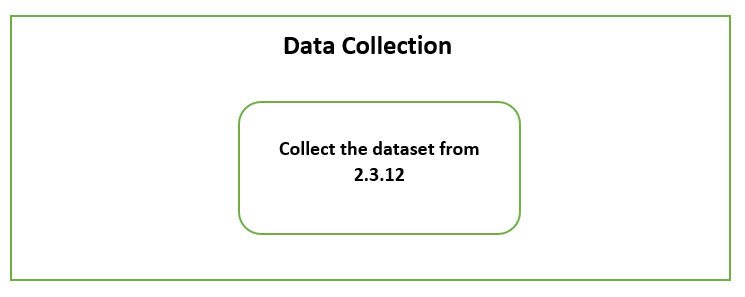 Data Collection
Collect the dataset from
2.3.12